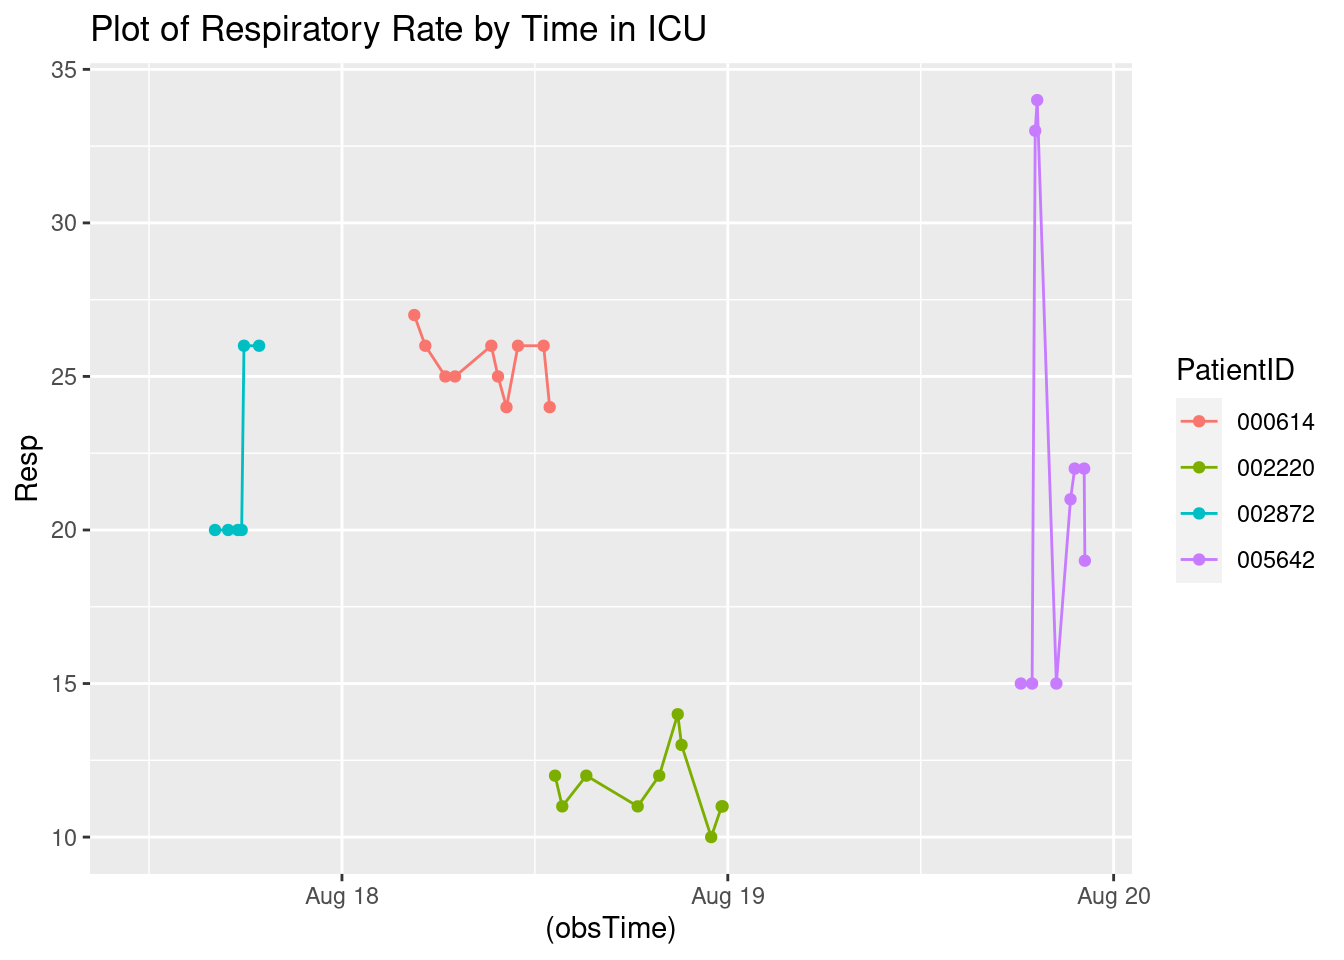 Plot of Respiratory Rate by Time in ICU
35
30
25
20
15
10
Resp
Aug 18
Aug 19
Aug 20
(obsTime)
PatientID
000614
002220
002872
005642